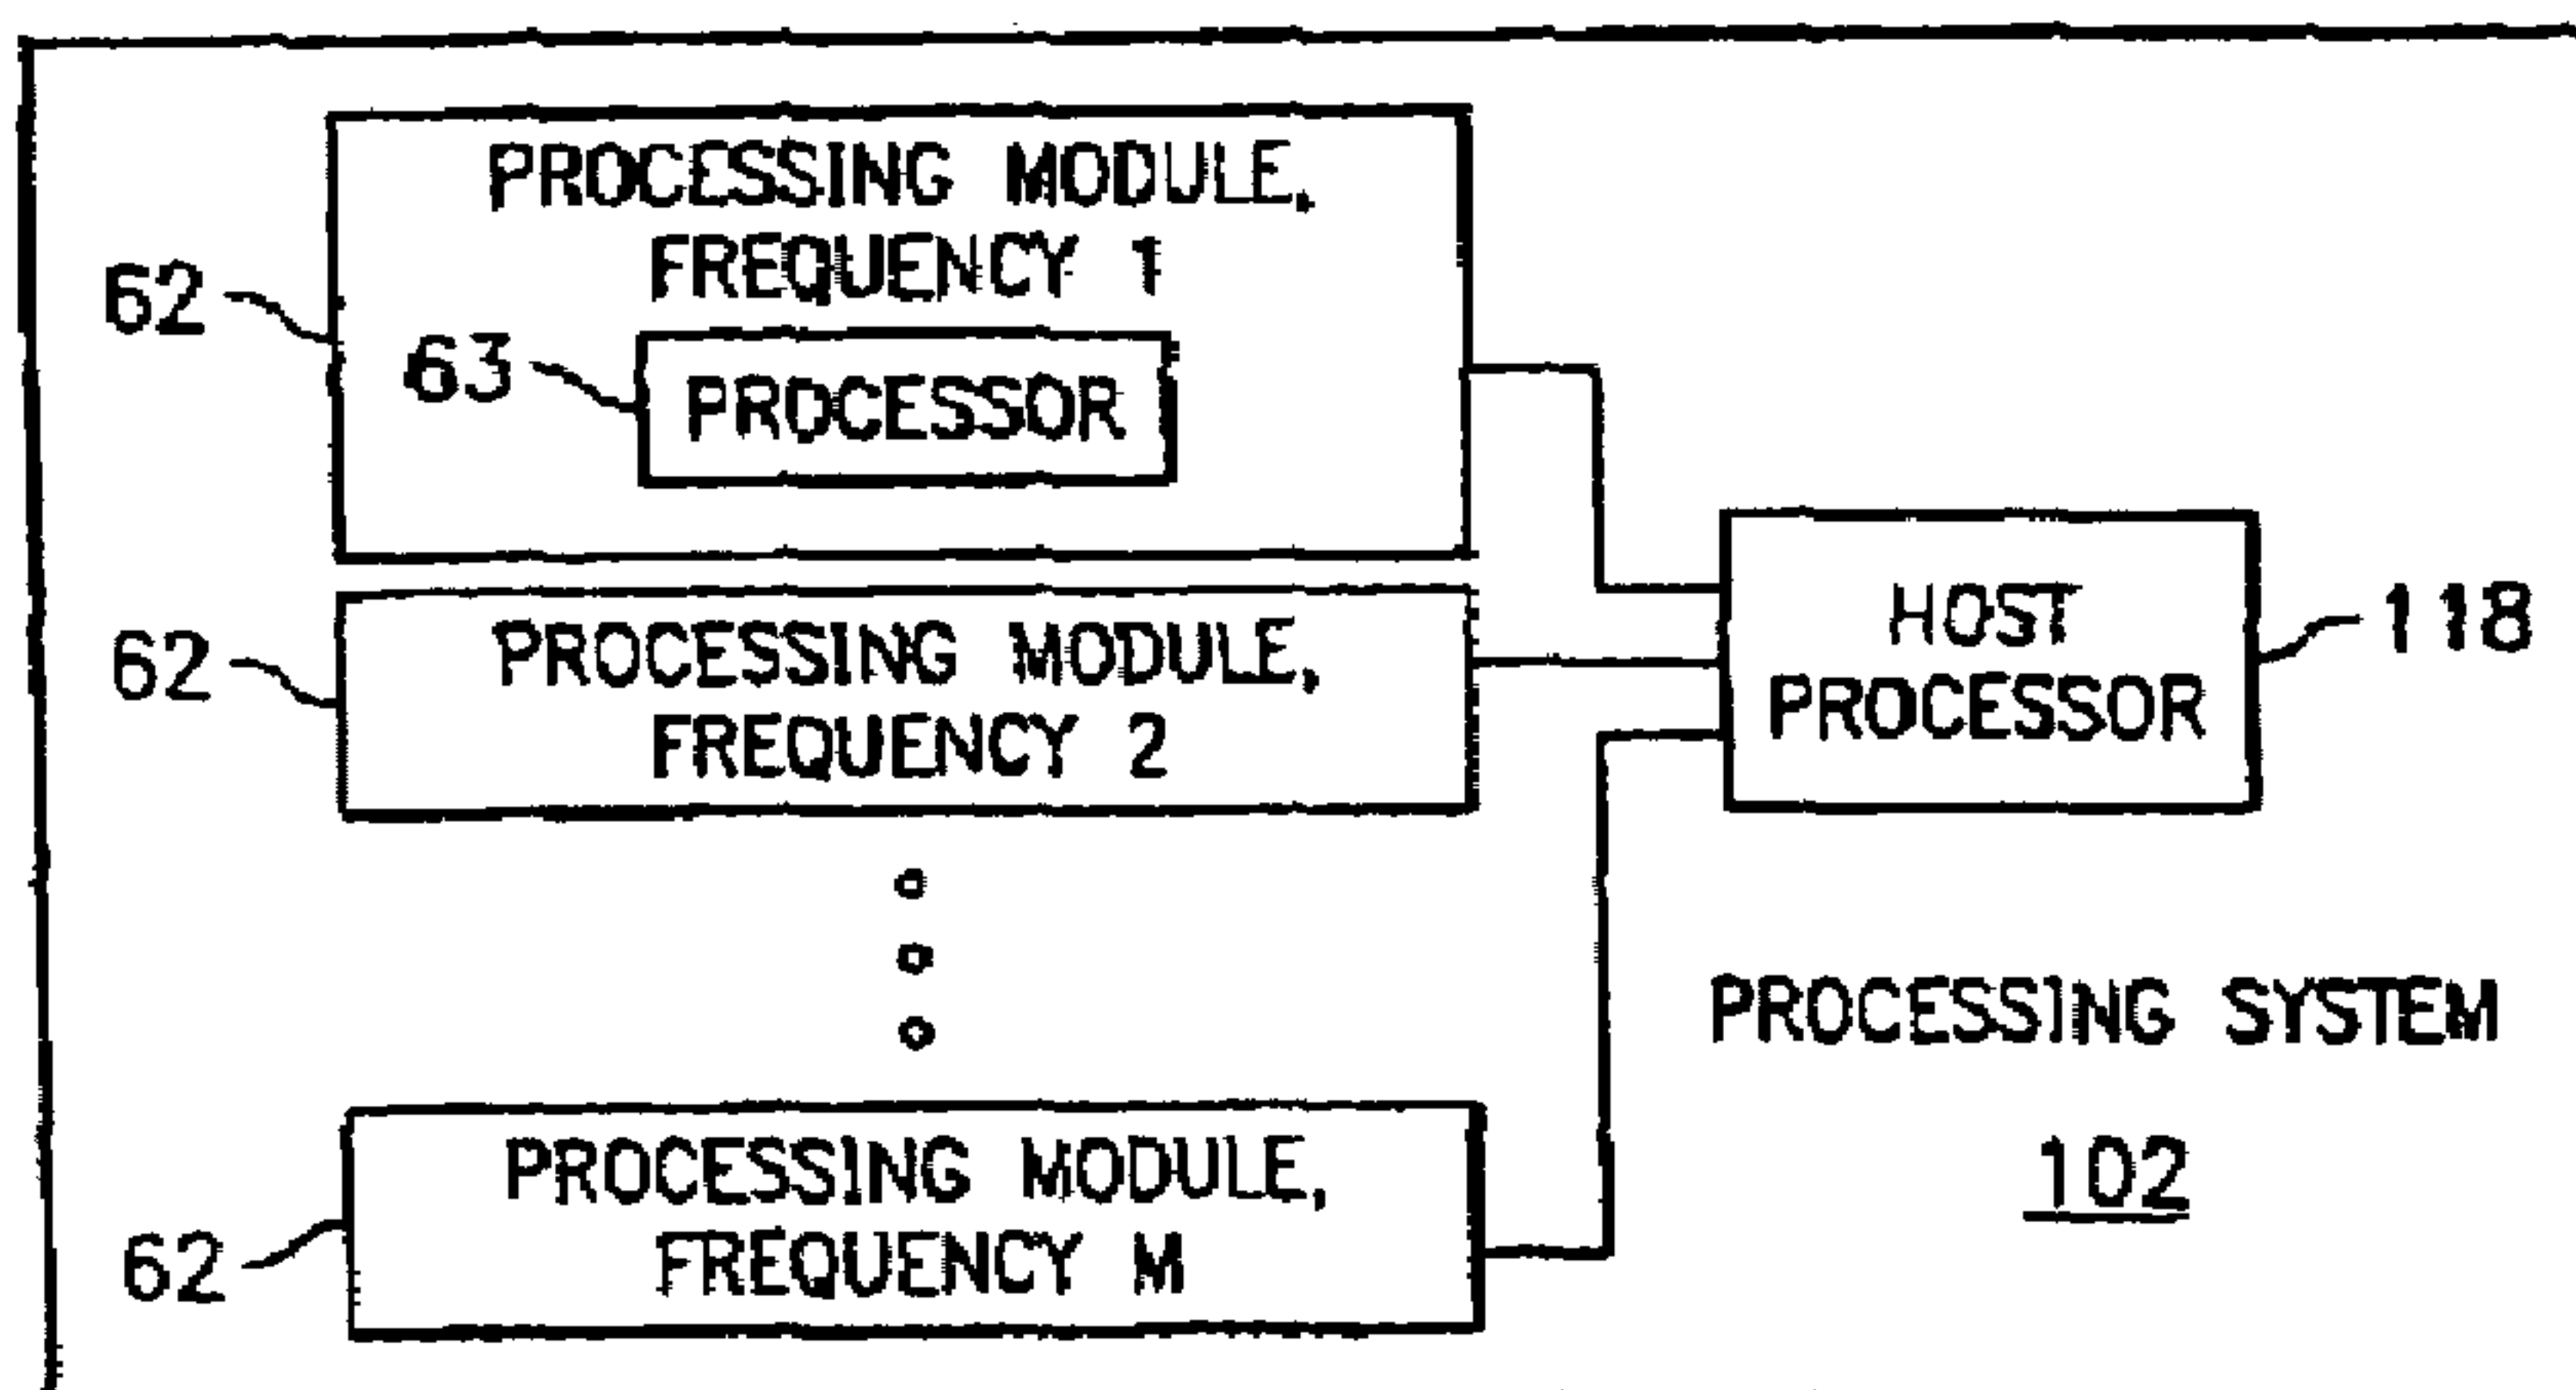 PROCESSING MODULE,
FREQUENCY 1
62
63
PROCESSOR
HOST
PROCESSOR
118
62
PROCESSING MODULE,
FREQUENCY 2
PROCESSING SYSTEM
102
PROCESSING MODULE,
FREQUENCY M
62